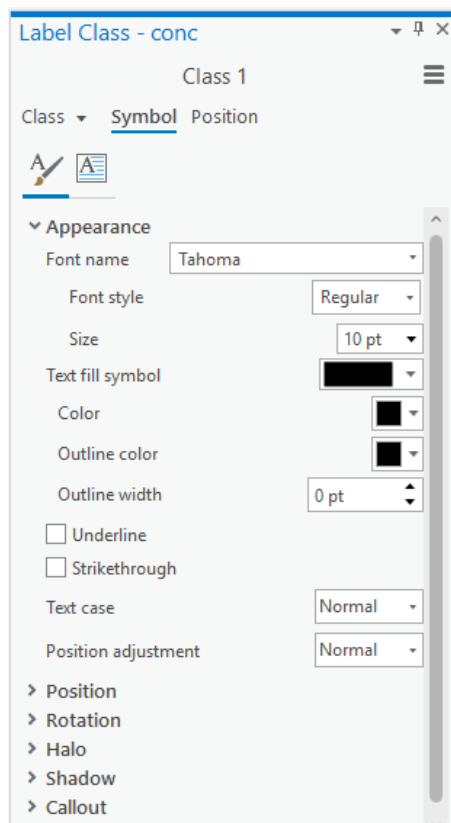 Label Class - conc
Class 1
Class Symbol Position
A A
Appearance
Font name Tahoma
Font style Regular
Size 10 pt
Text fill symbol
Color
Outline color
Outline width 0 pt
Underline
Strikethrough
Text case Normal
Position adjustment Normal
Position
Rotation
Halo
Shadow
Callout